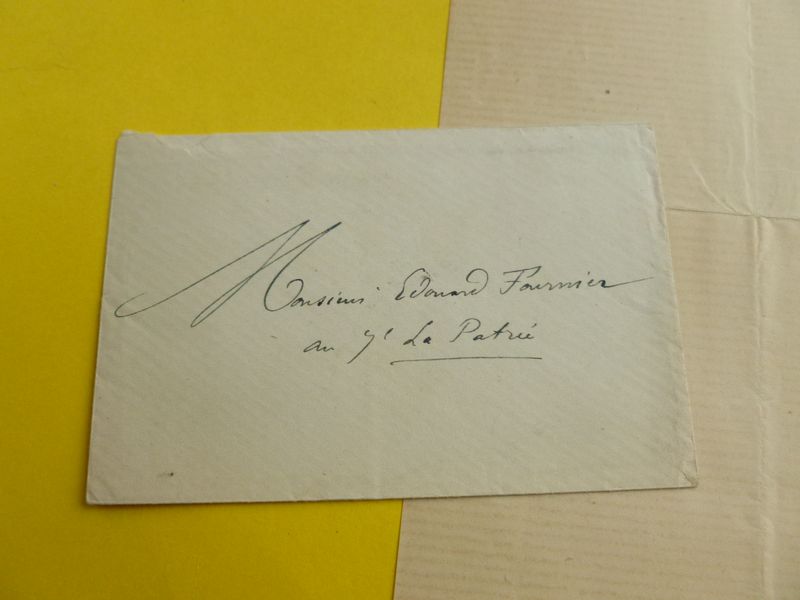 Monsieur Edouard Fournier
au Jl La Patrie